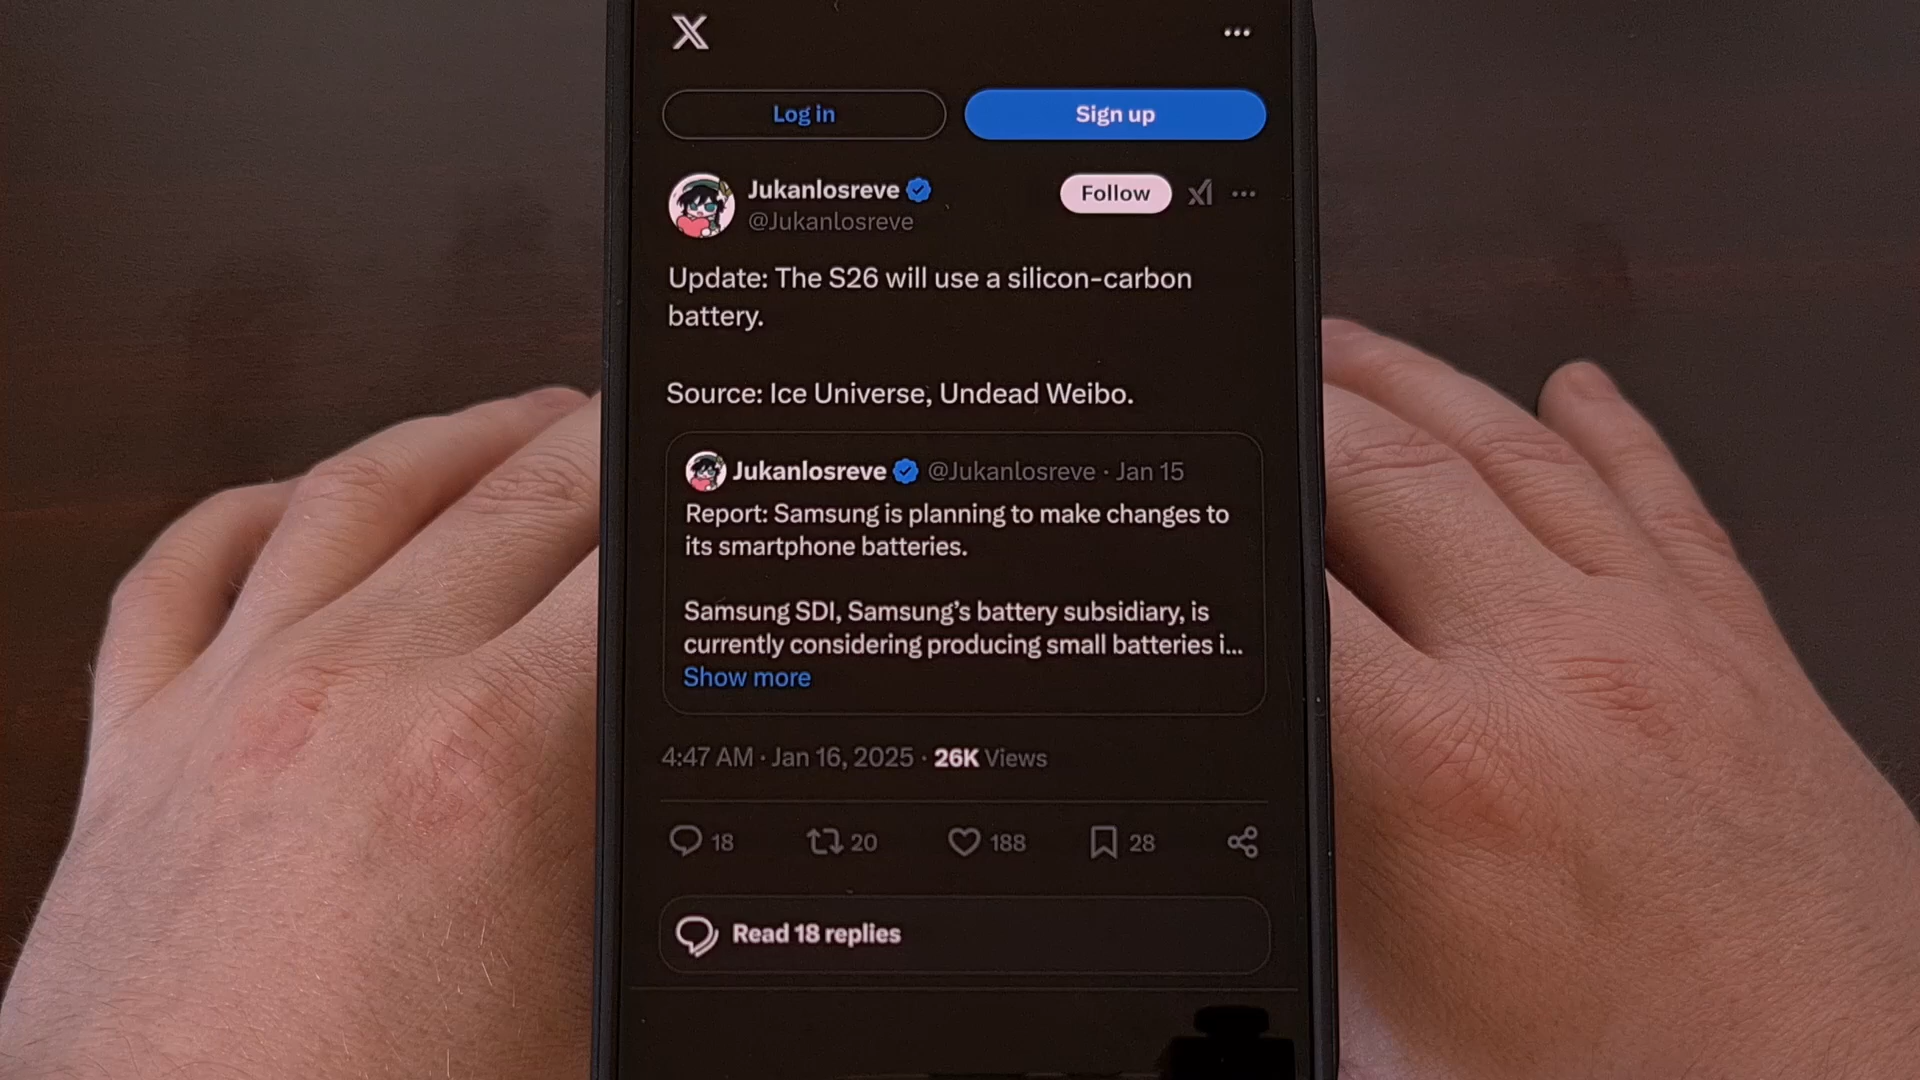 X
Log in
Sign up
Jukanlosreve
@Jukanlosreve
Follow
Update: The S26 will use a silicon-carbon
battery.
Source: Ice Universe, Undead Weibo.
Jukanlosreve @Jukanlosreve · Jan 15
Report: Samsung is planning to make changes to
its smartphone batteries.
Samsung SDI, Samsung’s battery subsidiary, is
currently considering producing small batteries i...
Show more
4:47 AM · Jan 16, 2025 · 26K Views
18 20 188 28
Read 18 replies